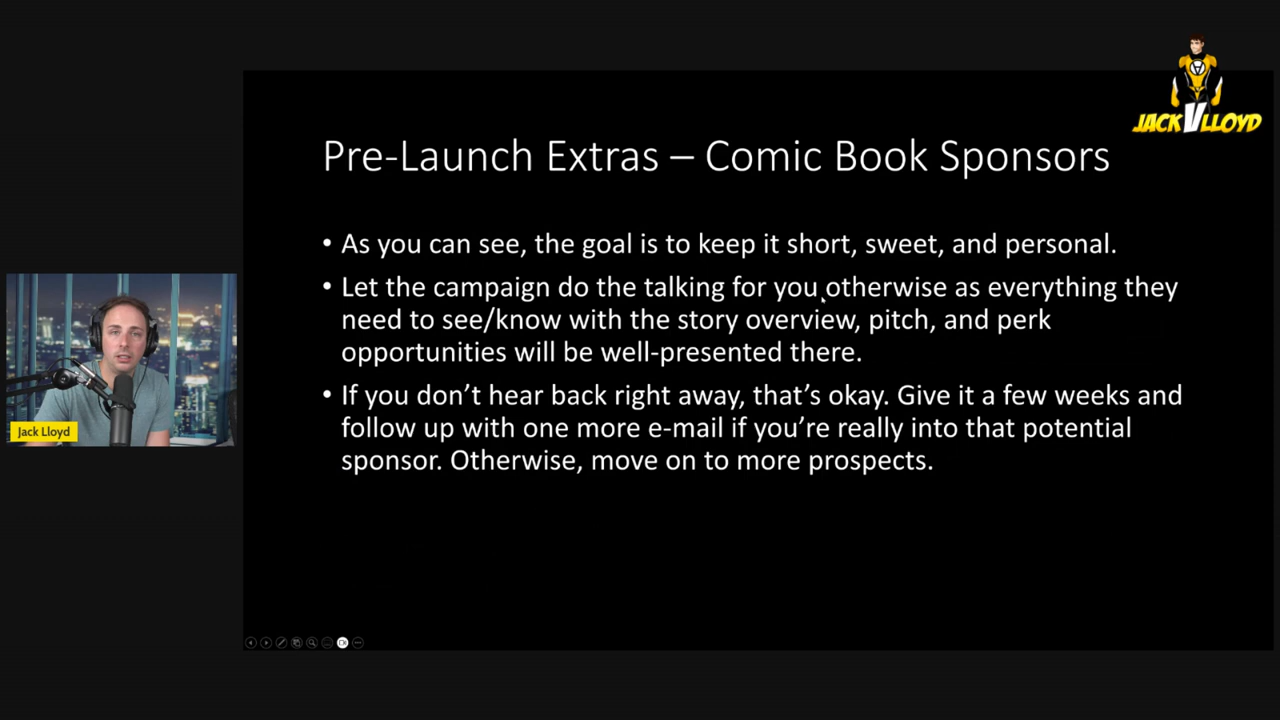 JACK V LLOYD
Pre-Launch Extras – Comic Book Sponsors
• As you can see, the goal is to keep it short, sweet, and personal.
• Let the campaign do the talking for you otherwise as everything they
need to see/know with the story overview, pitch, and perk
opportunities will be well-presented there.
• If you don’t hear back right away, that’s okay. Give it a few weeks and
follow up with one more e-mail if you’re really into that potential
sponsor. Otherwise, move on to more prospects.
Jack Lloyd